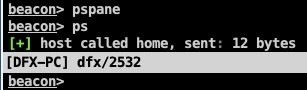 beacon> pspane
beacon> ps
[+] host called home, sent: 12 bytes
[DFX-PC] dfx/2532
beacon>